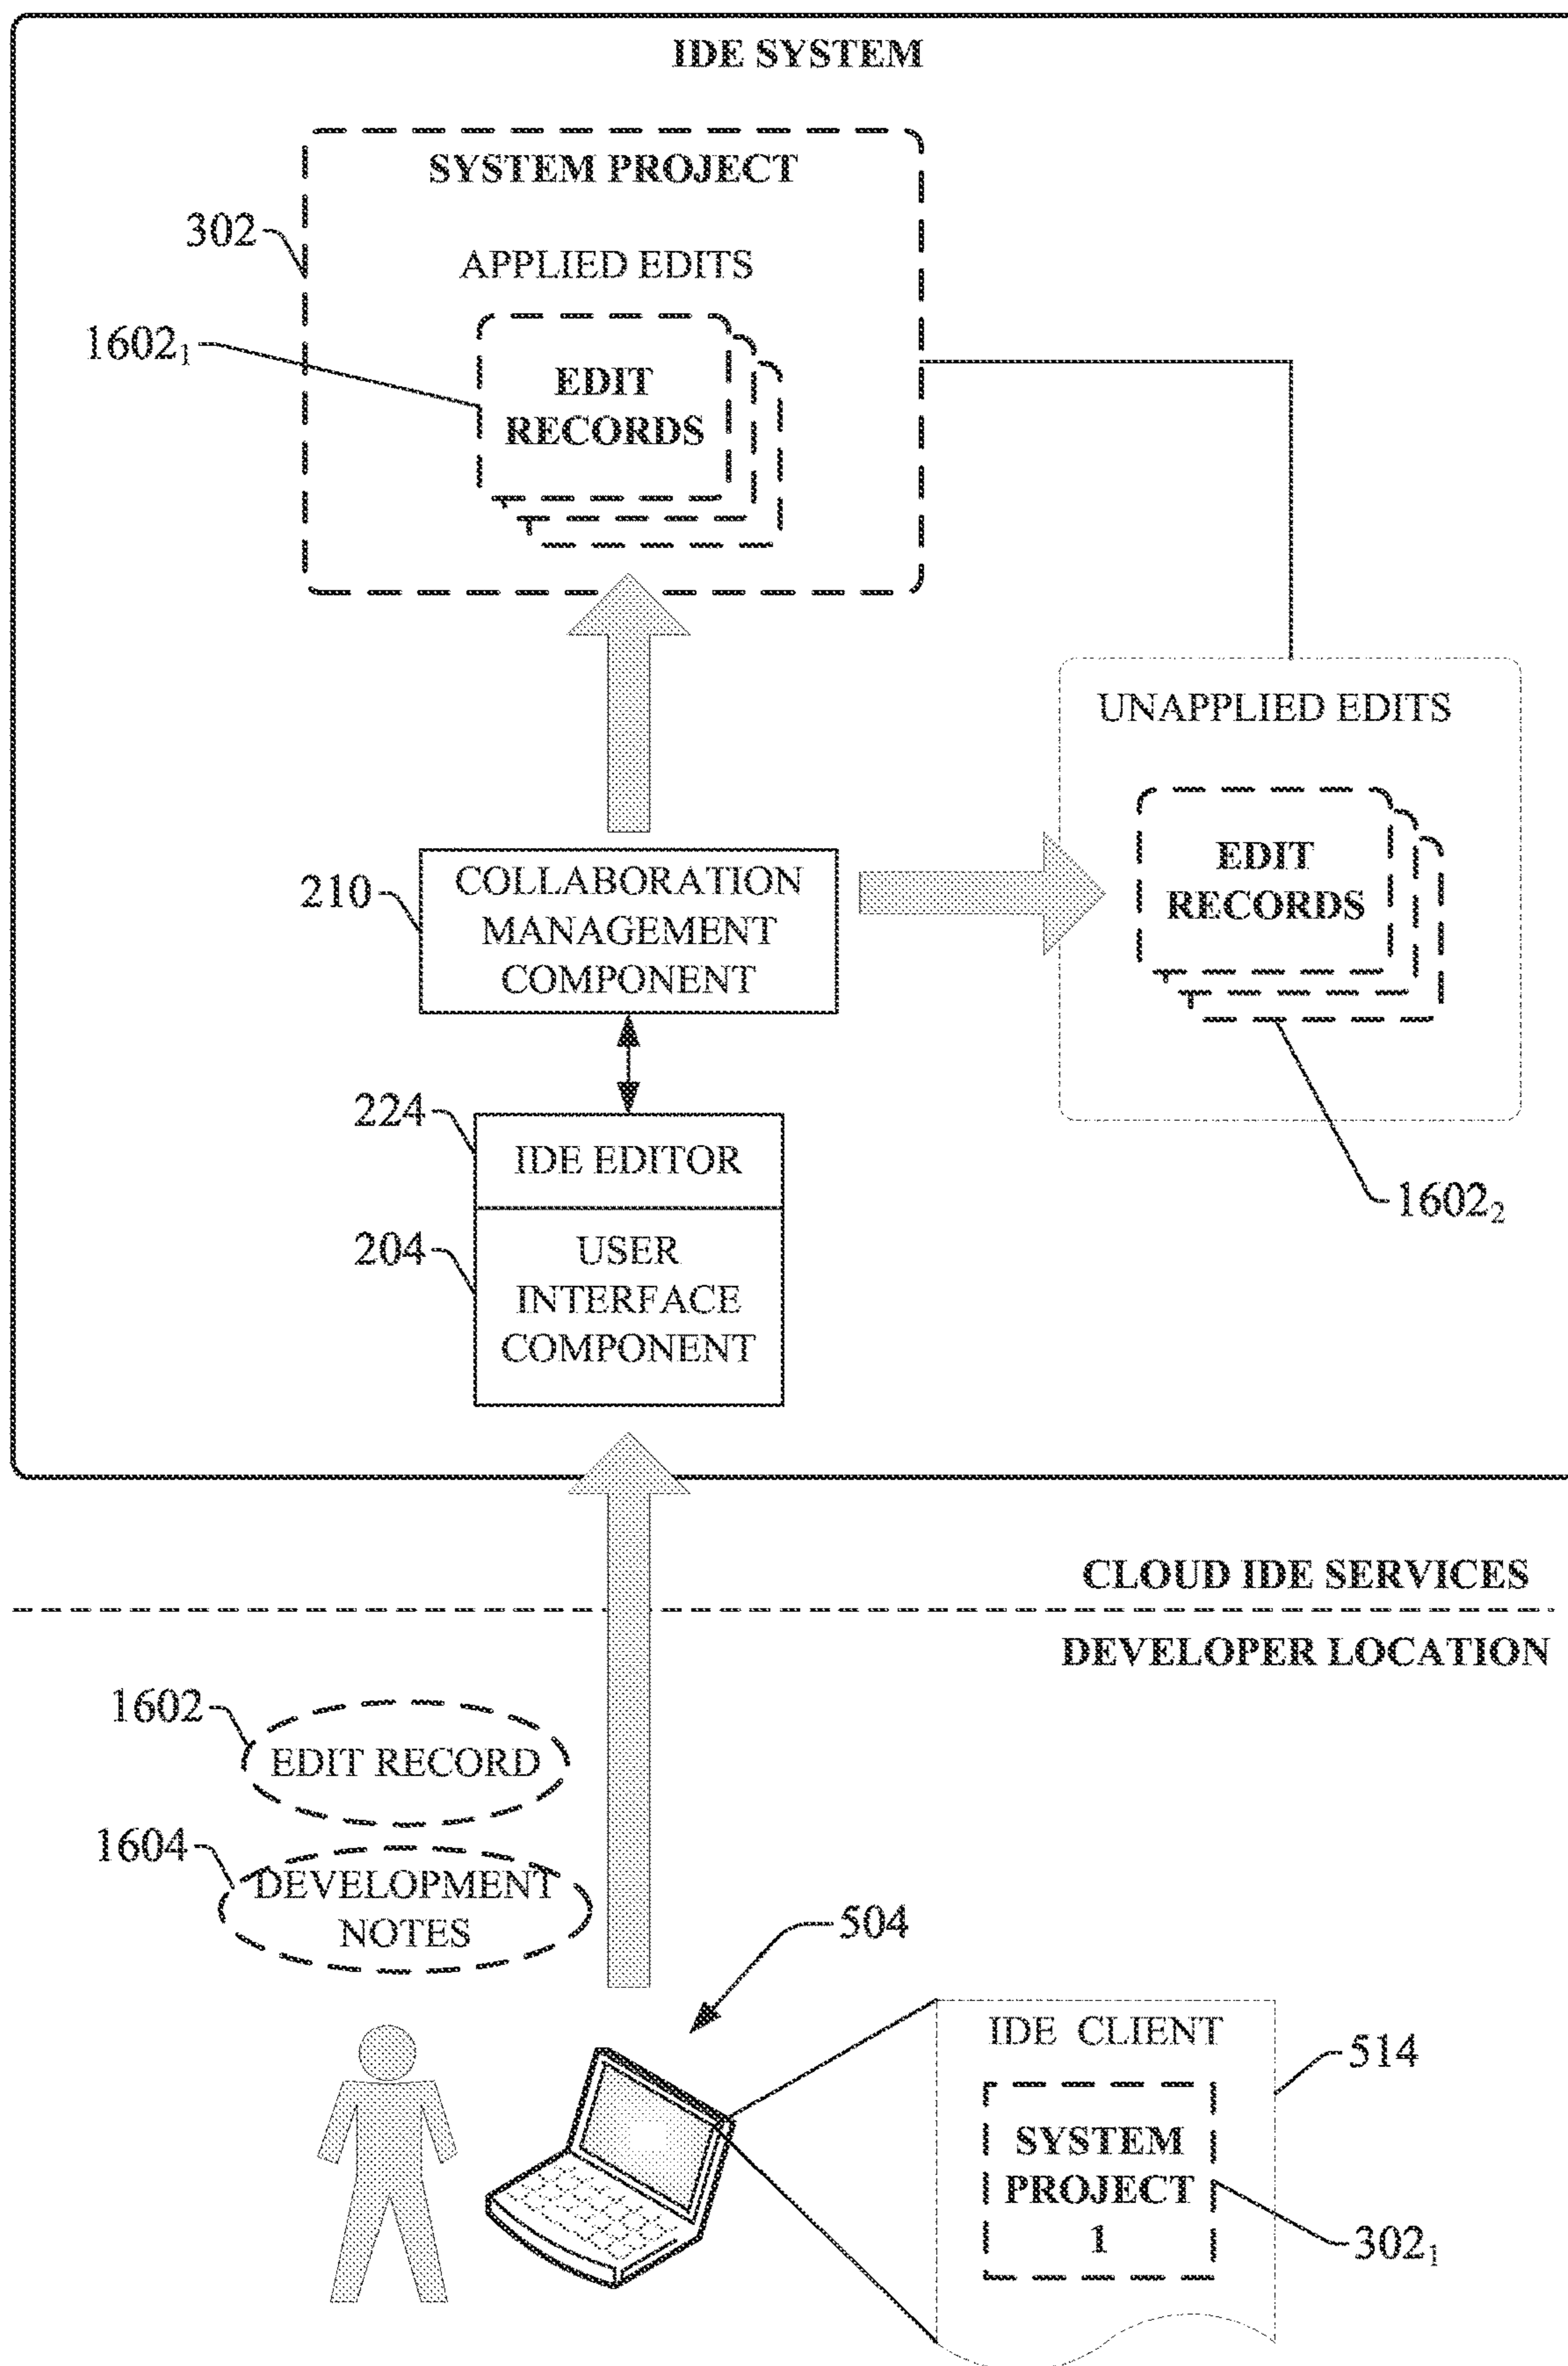 IDE SYSTEM
SYSTEM PROJECT
302
APPLIED EDITS
1602₁
EDIT
RECORDS
UNAPPLIED EDITS
EDIT
RECORDS
1602₂
210
COLLABORATION
MANAGEMENT
COMPONENT
224
IDE EDITOR
204
USER
INTERFACE
COMPONENT
CLOUD IDE SERVICES
DEVELOPER LOCATION
1602
EDIT RECORD
1604
DEVELOPMENT
NOTES
504
IDE CLIENT
514
SYSTEM
PROJECT
1
302₁